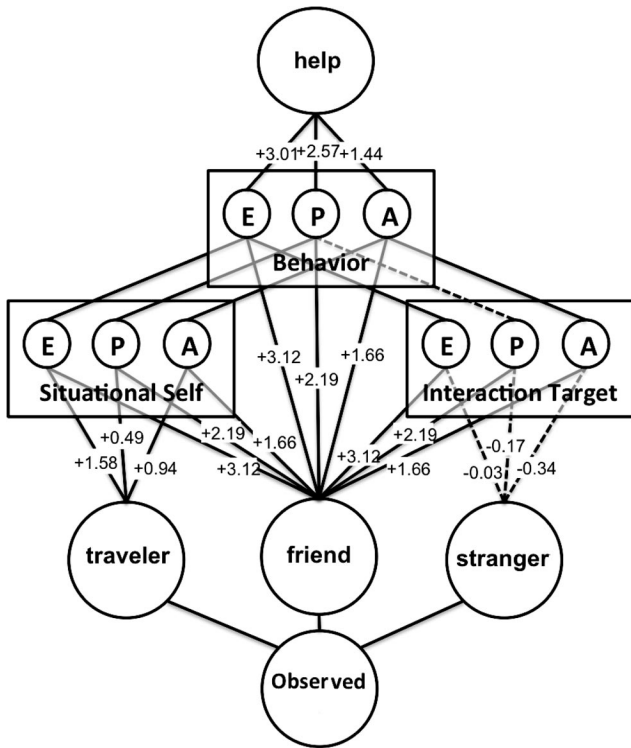 help
+3.01 +2.57 +1.44
E P A
Behavior
E P A
Situational Self
E P A
Interaction Target
+3.12
+2.19
+1.66
+1.58
+0.49
+0.94
+2.19
+3.12
+1.66
+3.12
+2.19
+1.66
-0.03
-0.17
-0.34
traveler
friend
stranger
Observed